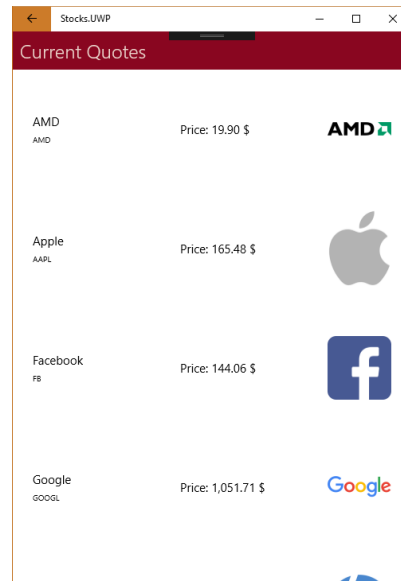 Stocks.UWP
Current Quotes
AMD
AMD
Price: 19.90 $
AMD
Apple
AAPL
Price: 165.48 $
Facebook
FB
Price: 144.06 $
f
Google
GOOGL
Price: 1,051.71 $
Google